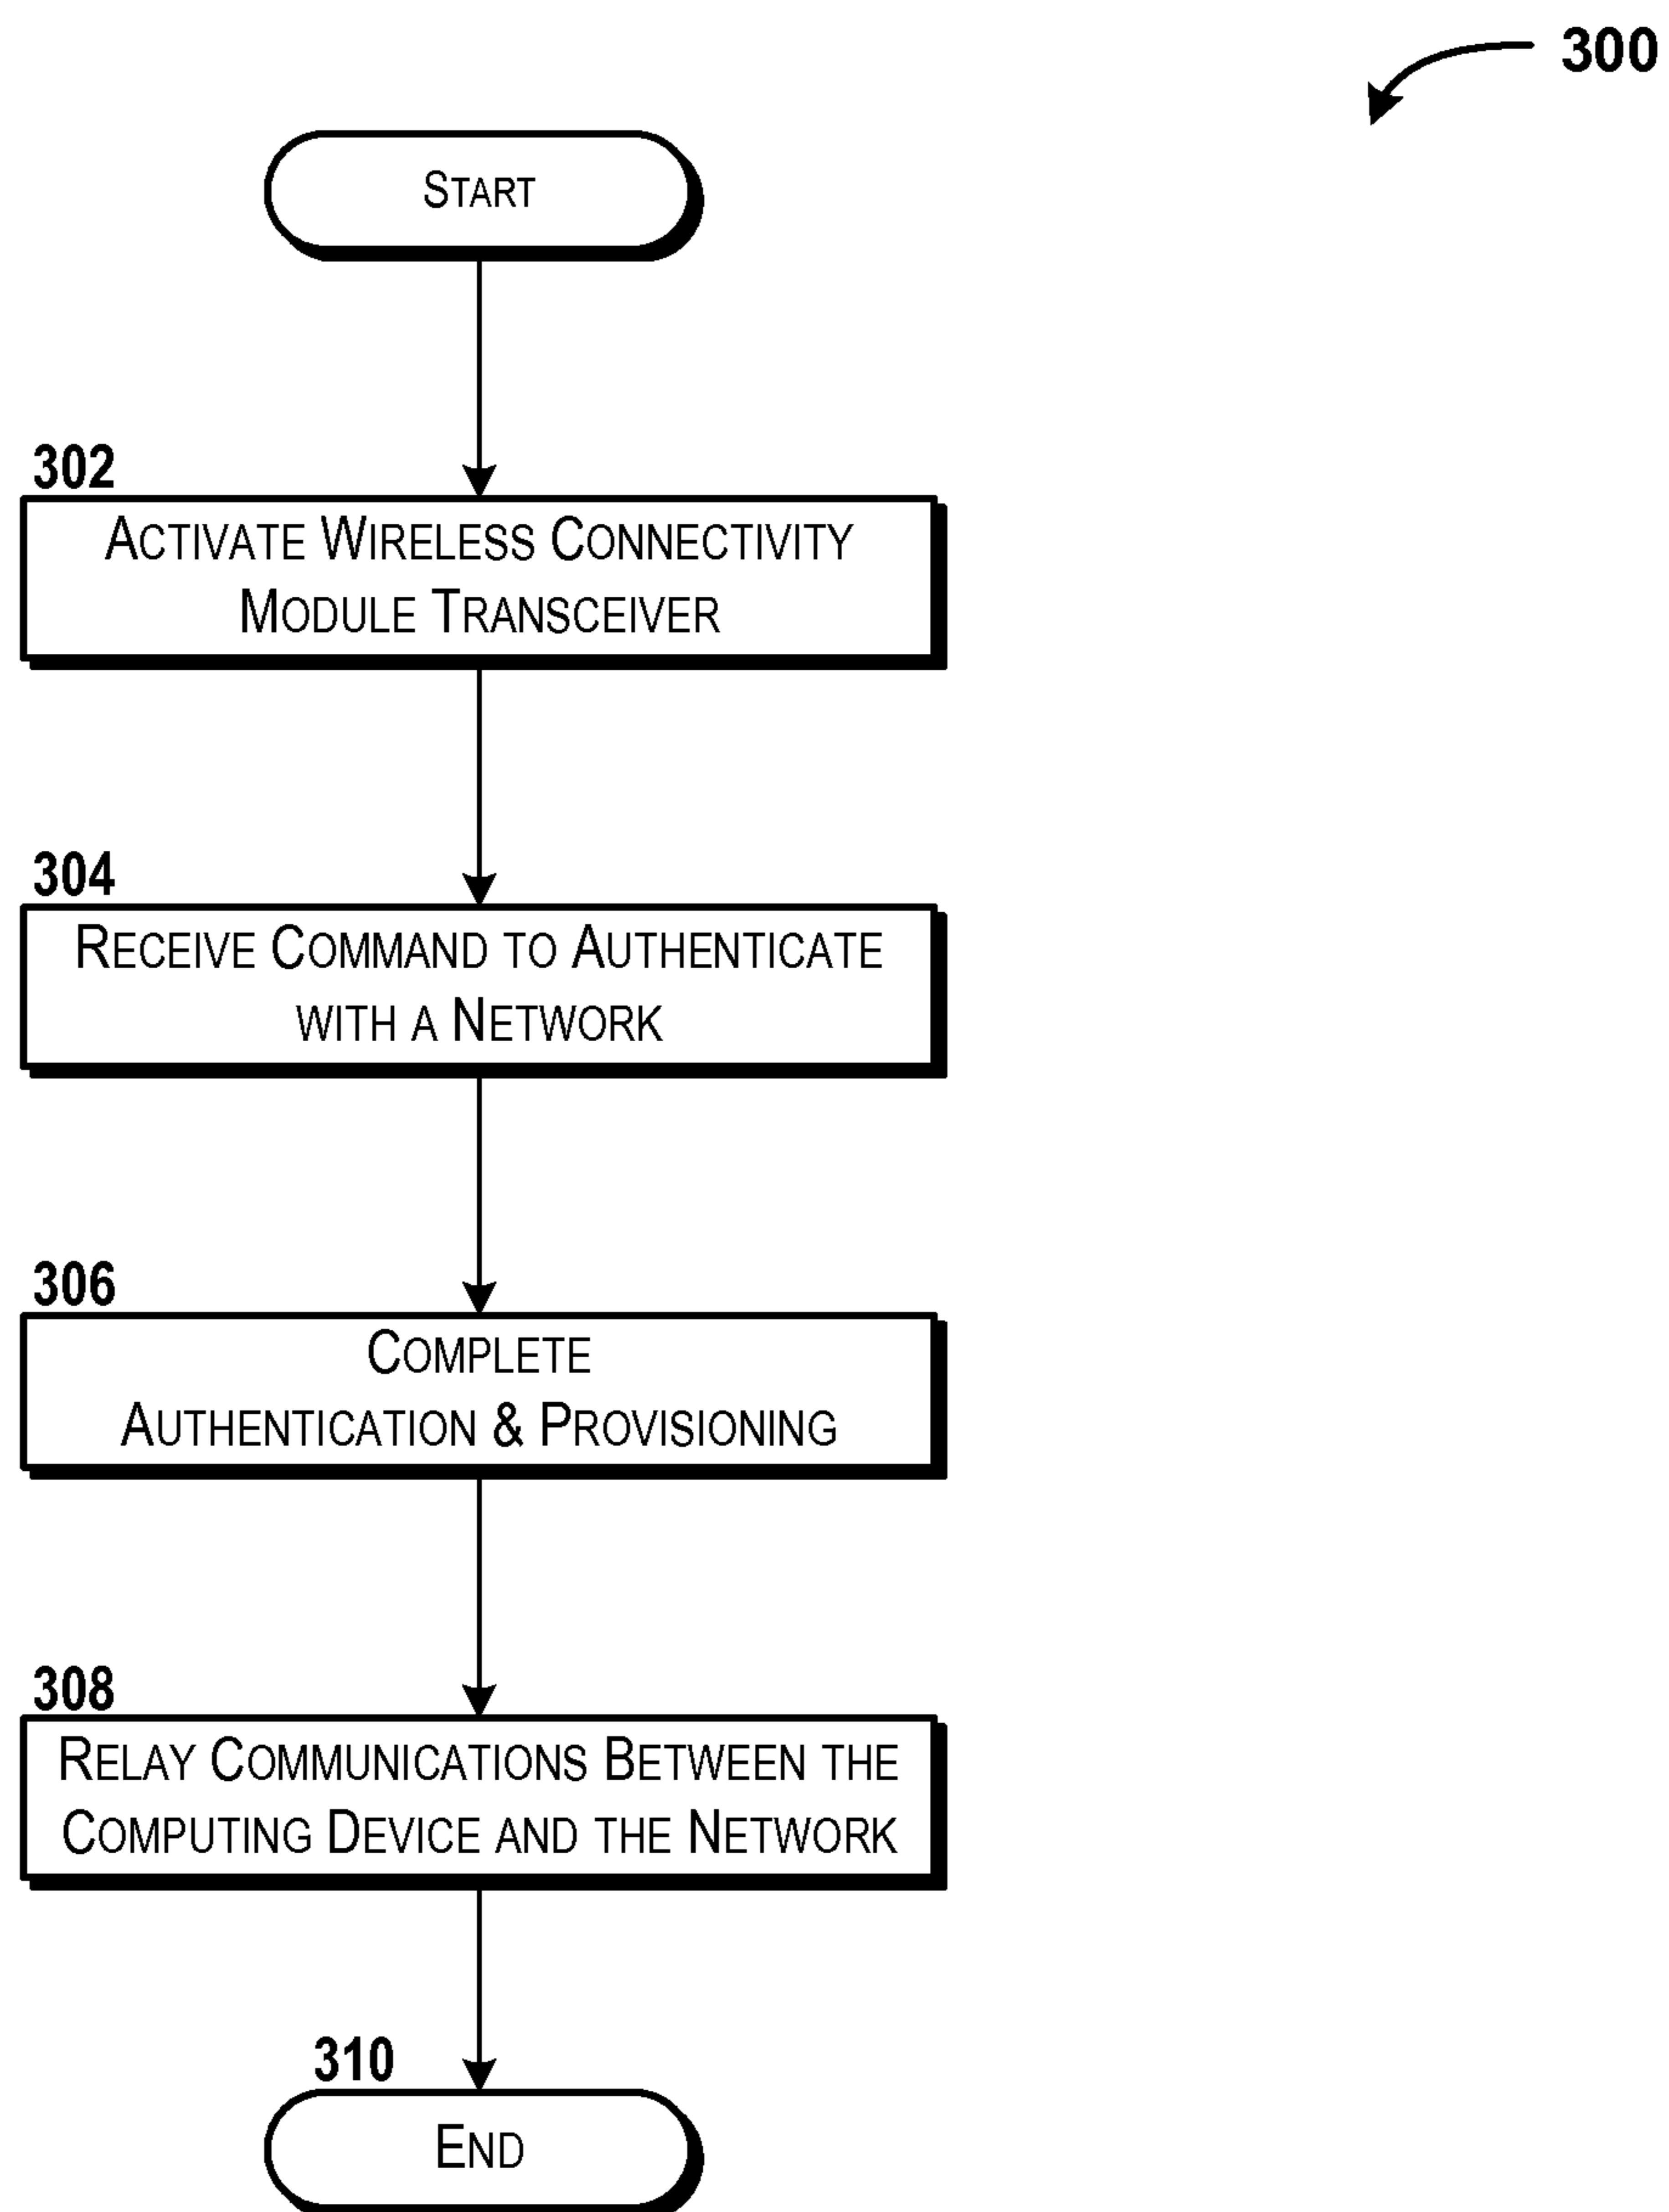 300
START
302
ACTIVATE WIRELESS CONNECTIVITY
MODULE TRANSCEIVER
304
RECEIVE COMMAND TO AUTHENTICATE
WITH A NETWORK
306
COMPLETE
AUTHENTICATION & PROVISIONING
308
RELAY COMMUNICATIONS BETWEEN THE
COMPUTING DEVICE AND THE NETWORK
310
END